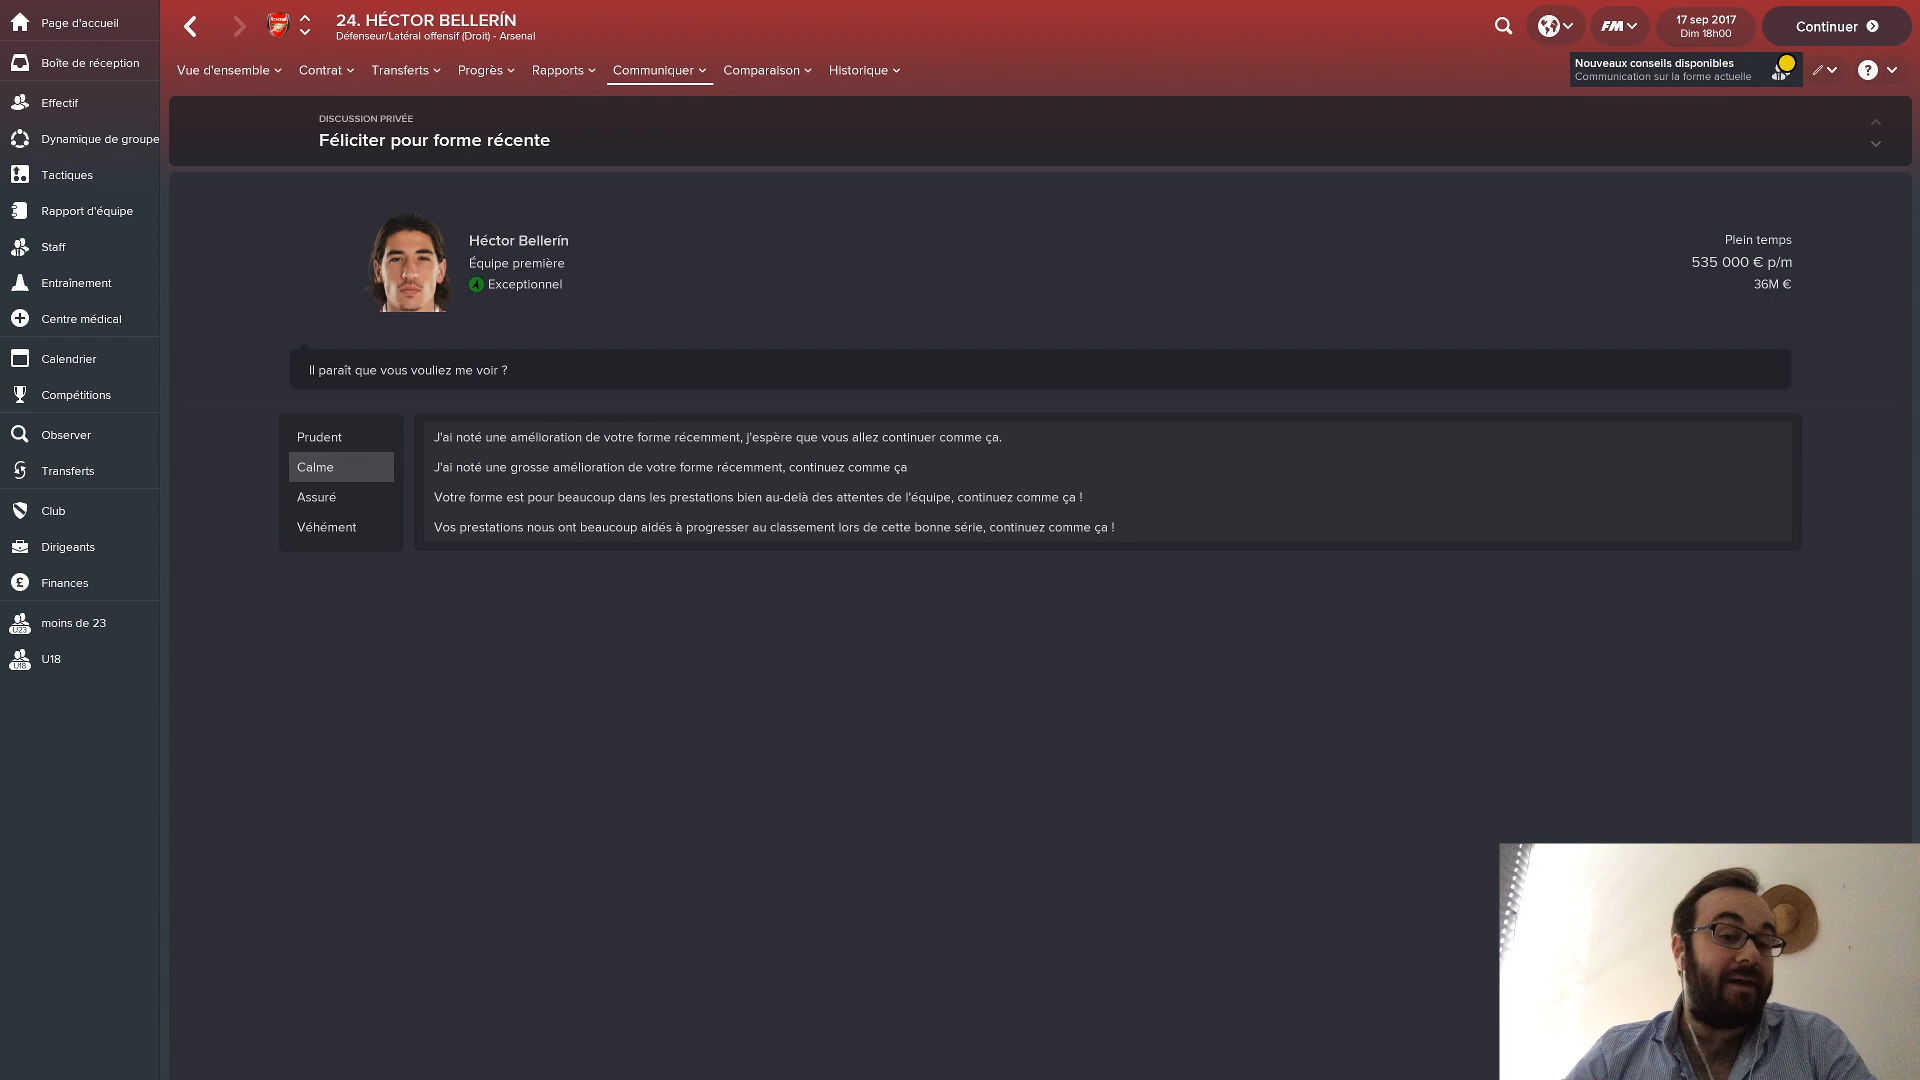 Page d'accueil
Boîte de réception
Effectif
Dynamique de groupe
Tactiques
Rapport d'équipe
Staff
Entraînement
Centre médical
Calendrier
Compétitions
Observer
Transferts
Club
Dirigeants
Finances
U23
moins de 23
U18
U18
24. HÉCTOR BELLERÍN
Défenseur/Latéral offensif (Droit) - Arsenal
FM
17 sep 2017
Dim 18h00
Continuer
Vue d'ensemble
Contrat
Transferts
Progrès
Rapports
Communiquer
Comparaison
Historique
Nouveaux conseils disponibles
Communication sur la forme actuelle
?
DISCUSSION PRIVÉE
Féliciter pour forme récente
Héctor Bellerín
Équipe première
Exceptionnel
Plein temps
535 000 € p/m
36M €
Il paraît que vous vouliez me voir ?
Prudent
Calme
Assuré
Véhément
J'ai noté une amélioration de votre forme récemment, j'espère que vous allez continuer comme ça.
J'ai noté une grosse amélioration de votre forme récemment, continuez comme ça
Votre forme est pour beaucoup dans les prestations bien au-delà des attentes de l'équipe, continuez comme ça !
Vos prestations nous ont beaucoup aidés à progresser au classement lors de cette bonne série, continuez comme ça !